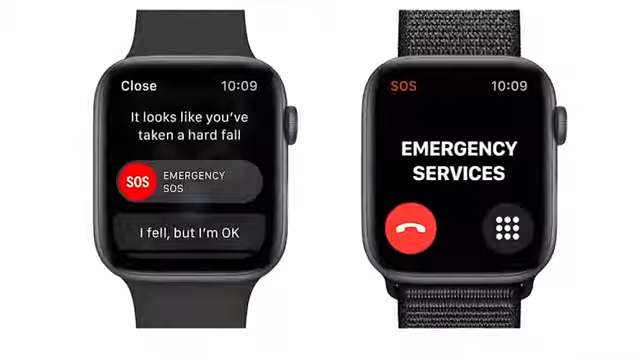 Close 10:09
It looks like you've
taken a hard fall
SOS EMERGENCY
SOS
I fell, but I'm OK
SOS 10:09
EMERGENCY
SERVICES